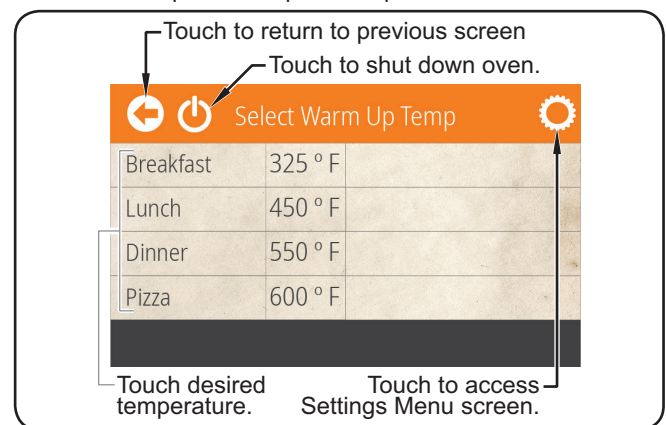 Touch to return to previous screen
Touch to shut down oven.
Select Warm Up Temp
Breakfast 325 º F
Lunch 450 º F
Dinner 550 º F
Pizza 600 º F
Touch desired
temperature.
Touch to access
Settings Menu screen.